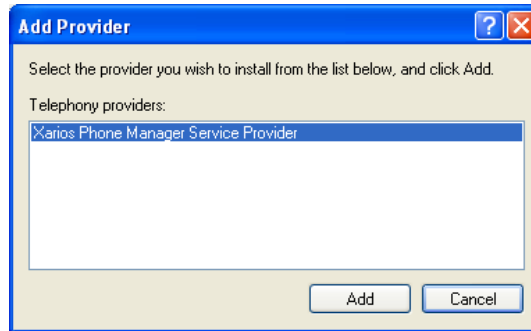 Add Provider
Select the provider you wish to install from the list below, and click Add.
Telephony providers:
Xarios Phone Manager Service Provider
Add
Cancel